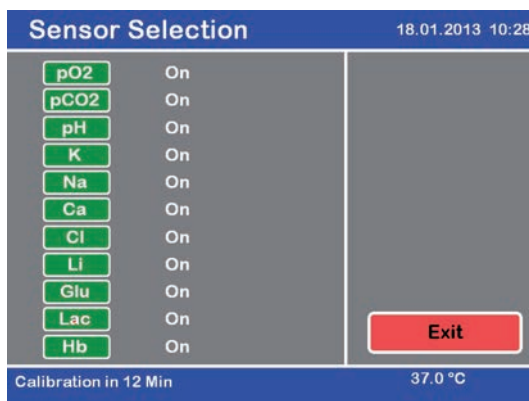 Sensor Selection 18.01.2013 10:28
pO2 On
pCO2 On
pH On
K On
Na On
Ca On
Cl On
Li On
Glu On
Lac On
Hb On
Exit
Calibration in 12 Min 37.0 °C